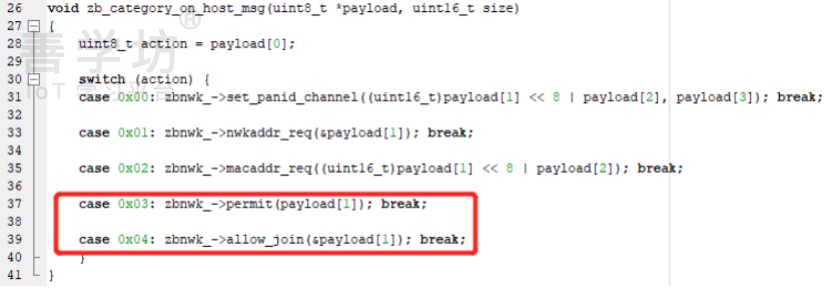 26 void zb_category_on_host_msg(uint8_t *payload, uint16_t size)
27 {
28 uint8_t action = payload[0];
29
30 switch (action) {
31 case 0x00: zbnwk_->set_panid_channel((uint16_t)payload[1] << 8 | payload[2], payload[3]); break;
32
33 case 0x01: zbnwk_->nwkaddr_req(&payload[1]); break;
34
35 case 0x02: zbnwk_->macaddr_req((uint16_t)payload[1] << 8 | payload[2]); break;
36
37 case 0x03: zbnwk_->permit(payload[1]); break;
38
39 case 0x04: zbnwk_->allow_join(&payload[1]); break;
40 }
41 }
善学坊®
IoT 学习平台